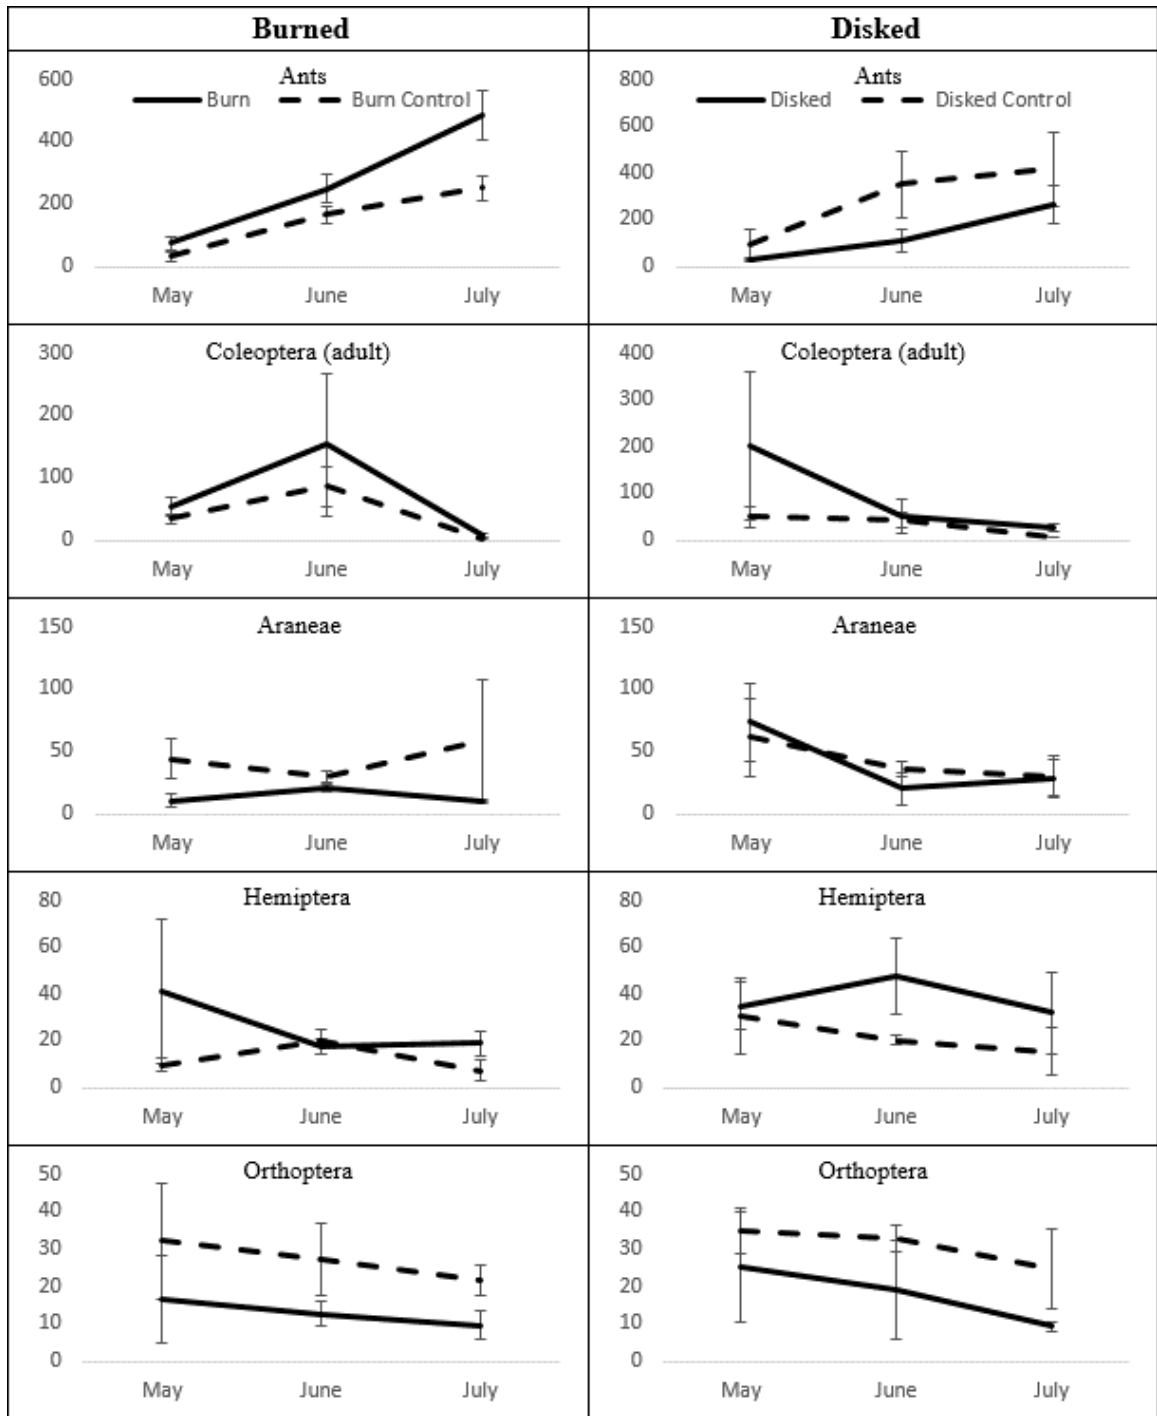 Burned
Disked
Ants
Burn
Burn Control
600
400
200
0
May
June
July
Ants
Disked
Disked Control
800
600
400
200
0
May
June
July
Coleoptera (adult)
300
200
100
0
May
June
July
Coleoptera (adult)
400
300
200
100
0
May
June
July
Araneae
150
100
50
0
May
June
July
Araneae
150
100
50
0
May
June
July
Hemiptera
80
60
40
20
0
May
June
July
Hemiptera
80
60
40
20
0
May
June
July
Orthoptera
50
40
30
20
10
0
May
June
July
Orthoptera
50
40
30
20
10
0
May
June
July